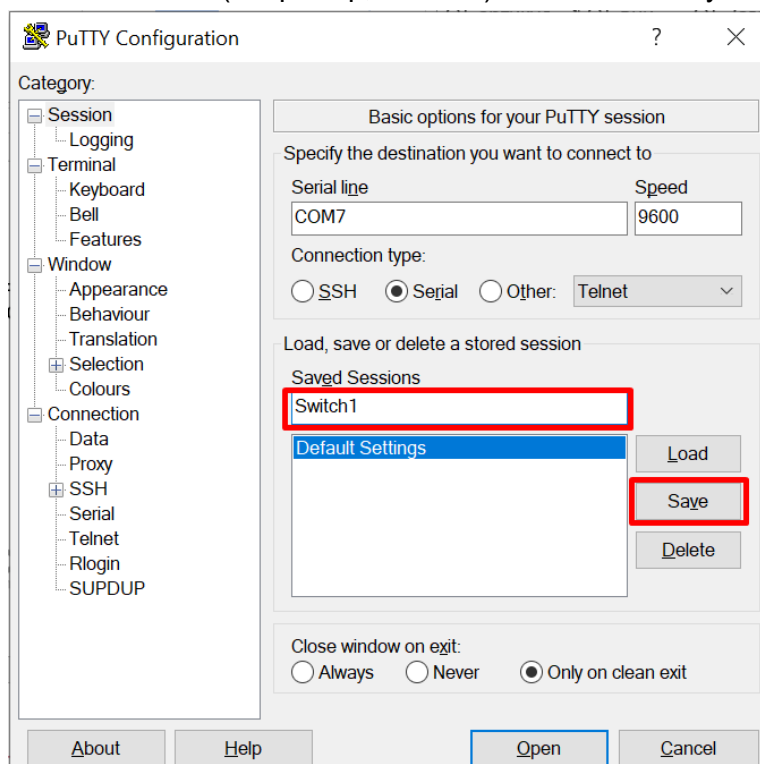 PuTTY Configuration
?
Category:
Session
Logging
Terminal
Keyboard
Bell
Features
Window
Appearance
Behaviour
Translation
Selection
Colours
Connection
Data
Proxy
SSH
Serial
Telnet
Rlogin
SUPDUP
Basic options for your PuTTY session
Specify the destination you want to connect to
Serial line Speed
COM7 9600
Connection type:
SSH Serial Other: Telnet
Load, save or delete a stored session
Saved Sessions
Switch1
Default Settings
Load
Save
Delete
Close window on exit:
Always Never Only on clean exit
About Help Open Cancel